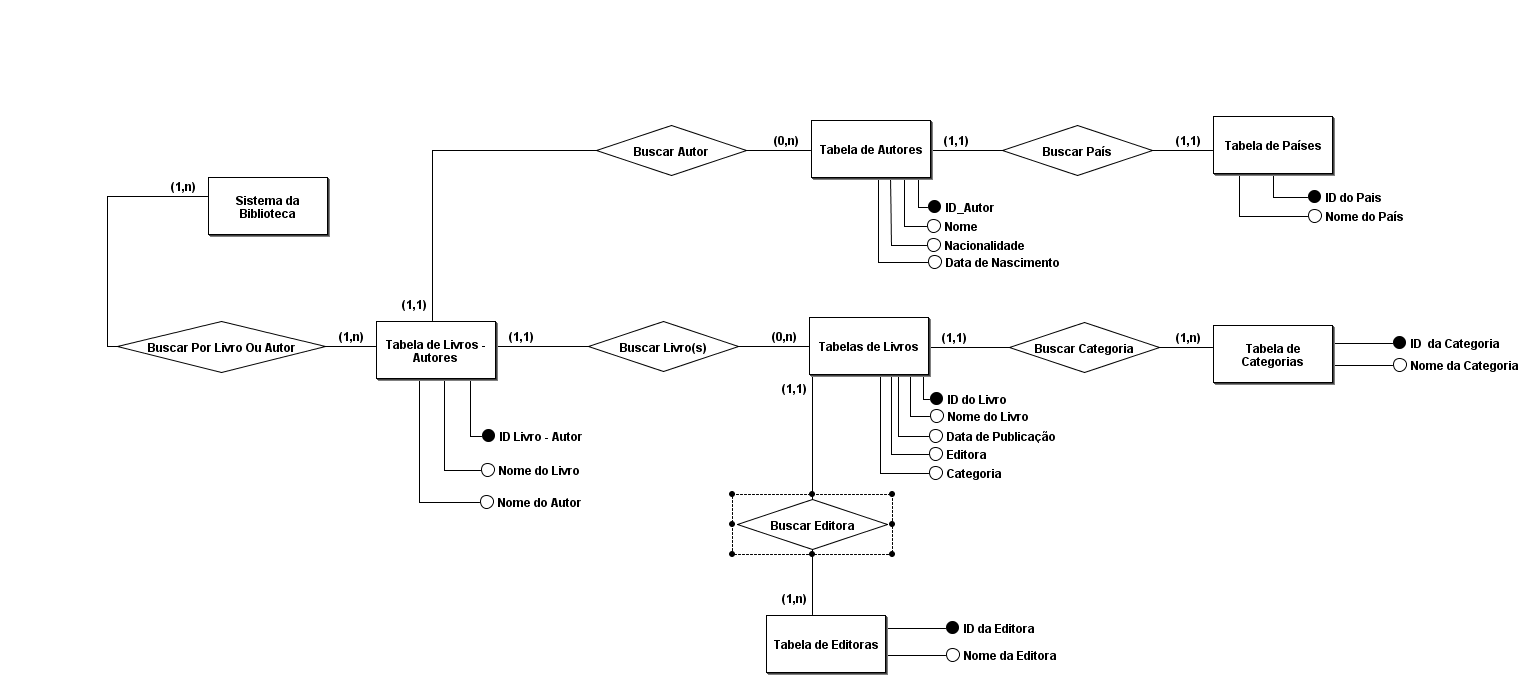 Buscar Autor
(0,n)
Tabela de Autores
(1,1)
Buscar País
(1,1)
Tabela de Países
ID do Pais
Nome do País
ID_Autor
Nome
Nacionalidade
Data de Nascimento
(1,n)
Sistema da
Biblioteca
(1,1)
Buscar Por Livro Ou Autor
(1,n)
Tabela de Livros -
Autores
(1,1)
Buscar Livro(s)
(0,n)
Tabelas de Livros
(1,1)
Buscar Categoria
(1,n)
Tabela de
Categorias
ID da Categoria
Nome da Categoria
(1,1)
ID do Livro
Nome do Livro
Data de Publicação
Editora
Categoria
ID Livro - Autor
Nome do Livro
Nome do Autor
Buscar Editora
(1,n)
Tabela de Editoras
ID da Editora
Nome da Editora